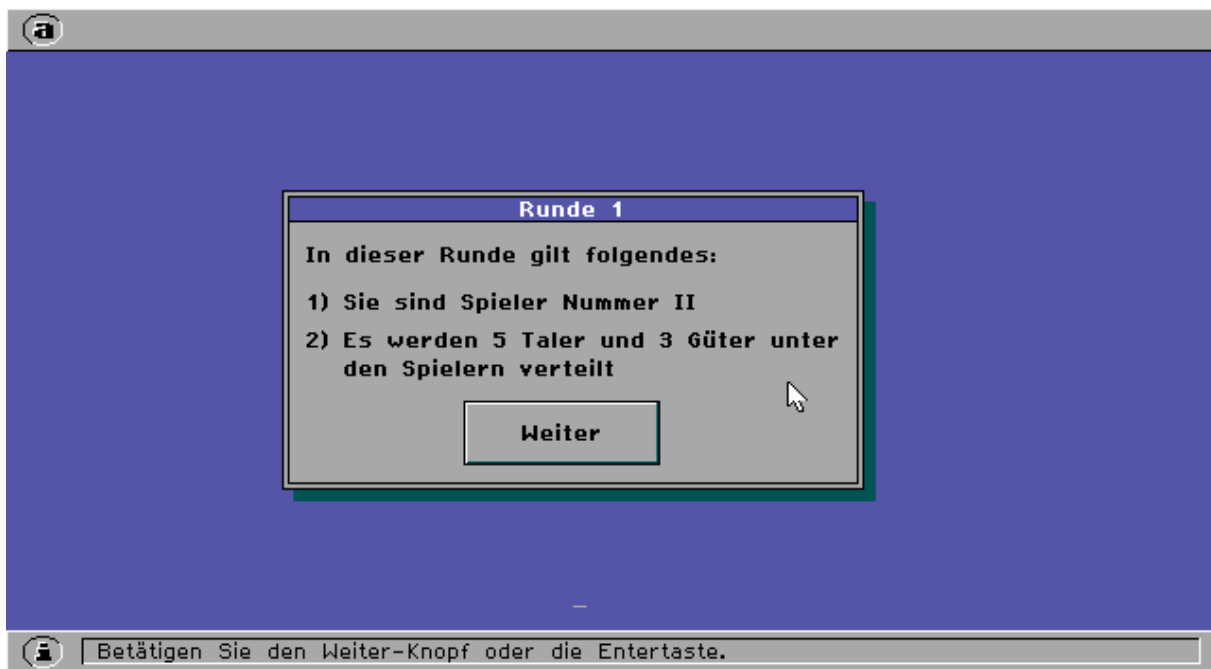 a
Runde 1
In dieser Runde gilt folgendes:
1) Sie sind Spieler Nummer II
2) Es werden 5 Taler und 3 Güter unter
den Spielern verteilt
Weiter
i Betätigen Sie den Weiter-Knopf oder die Entertaste.